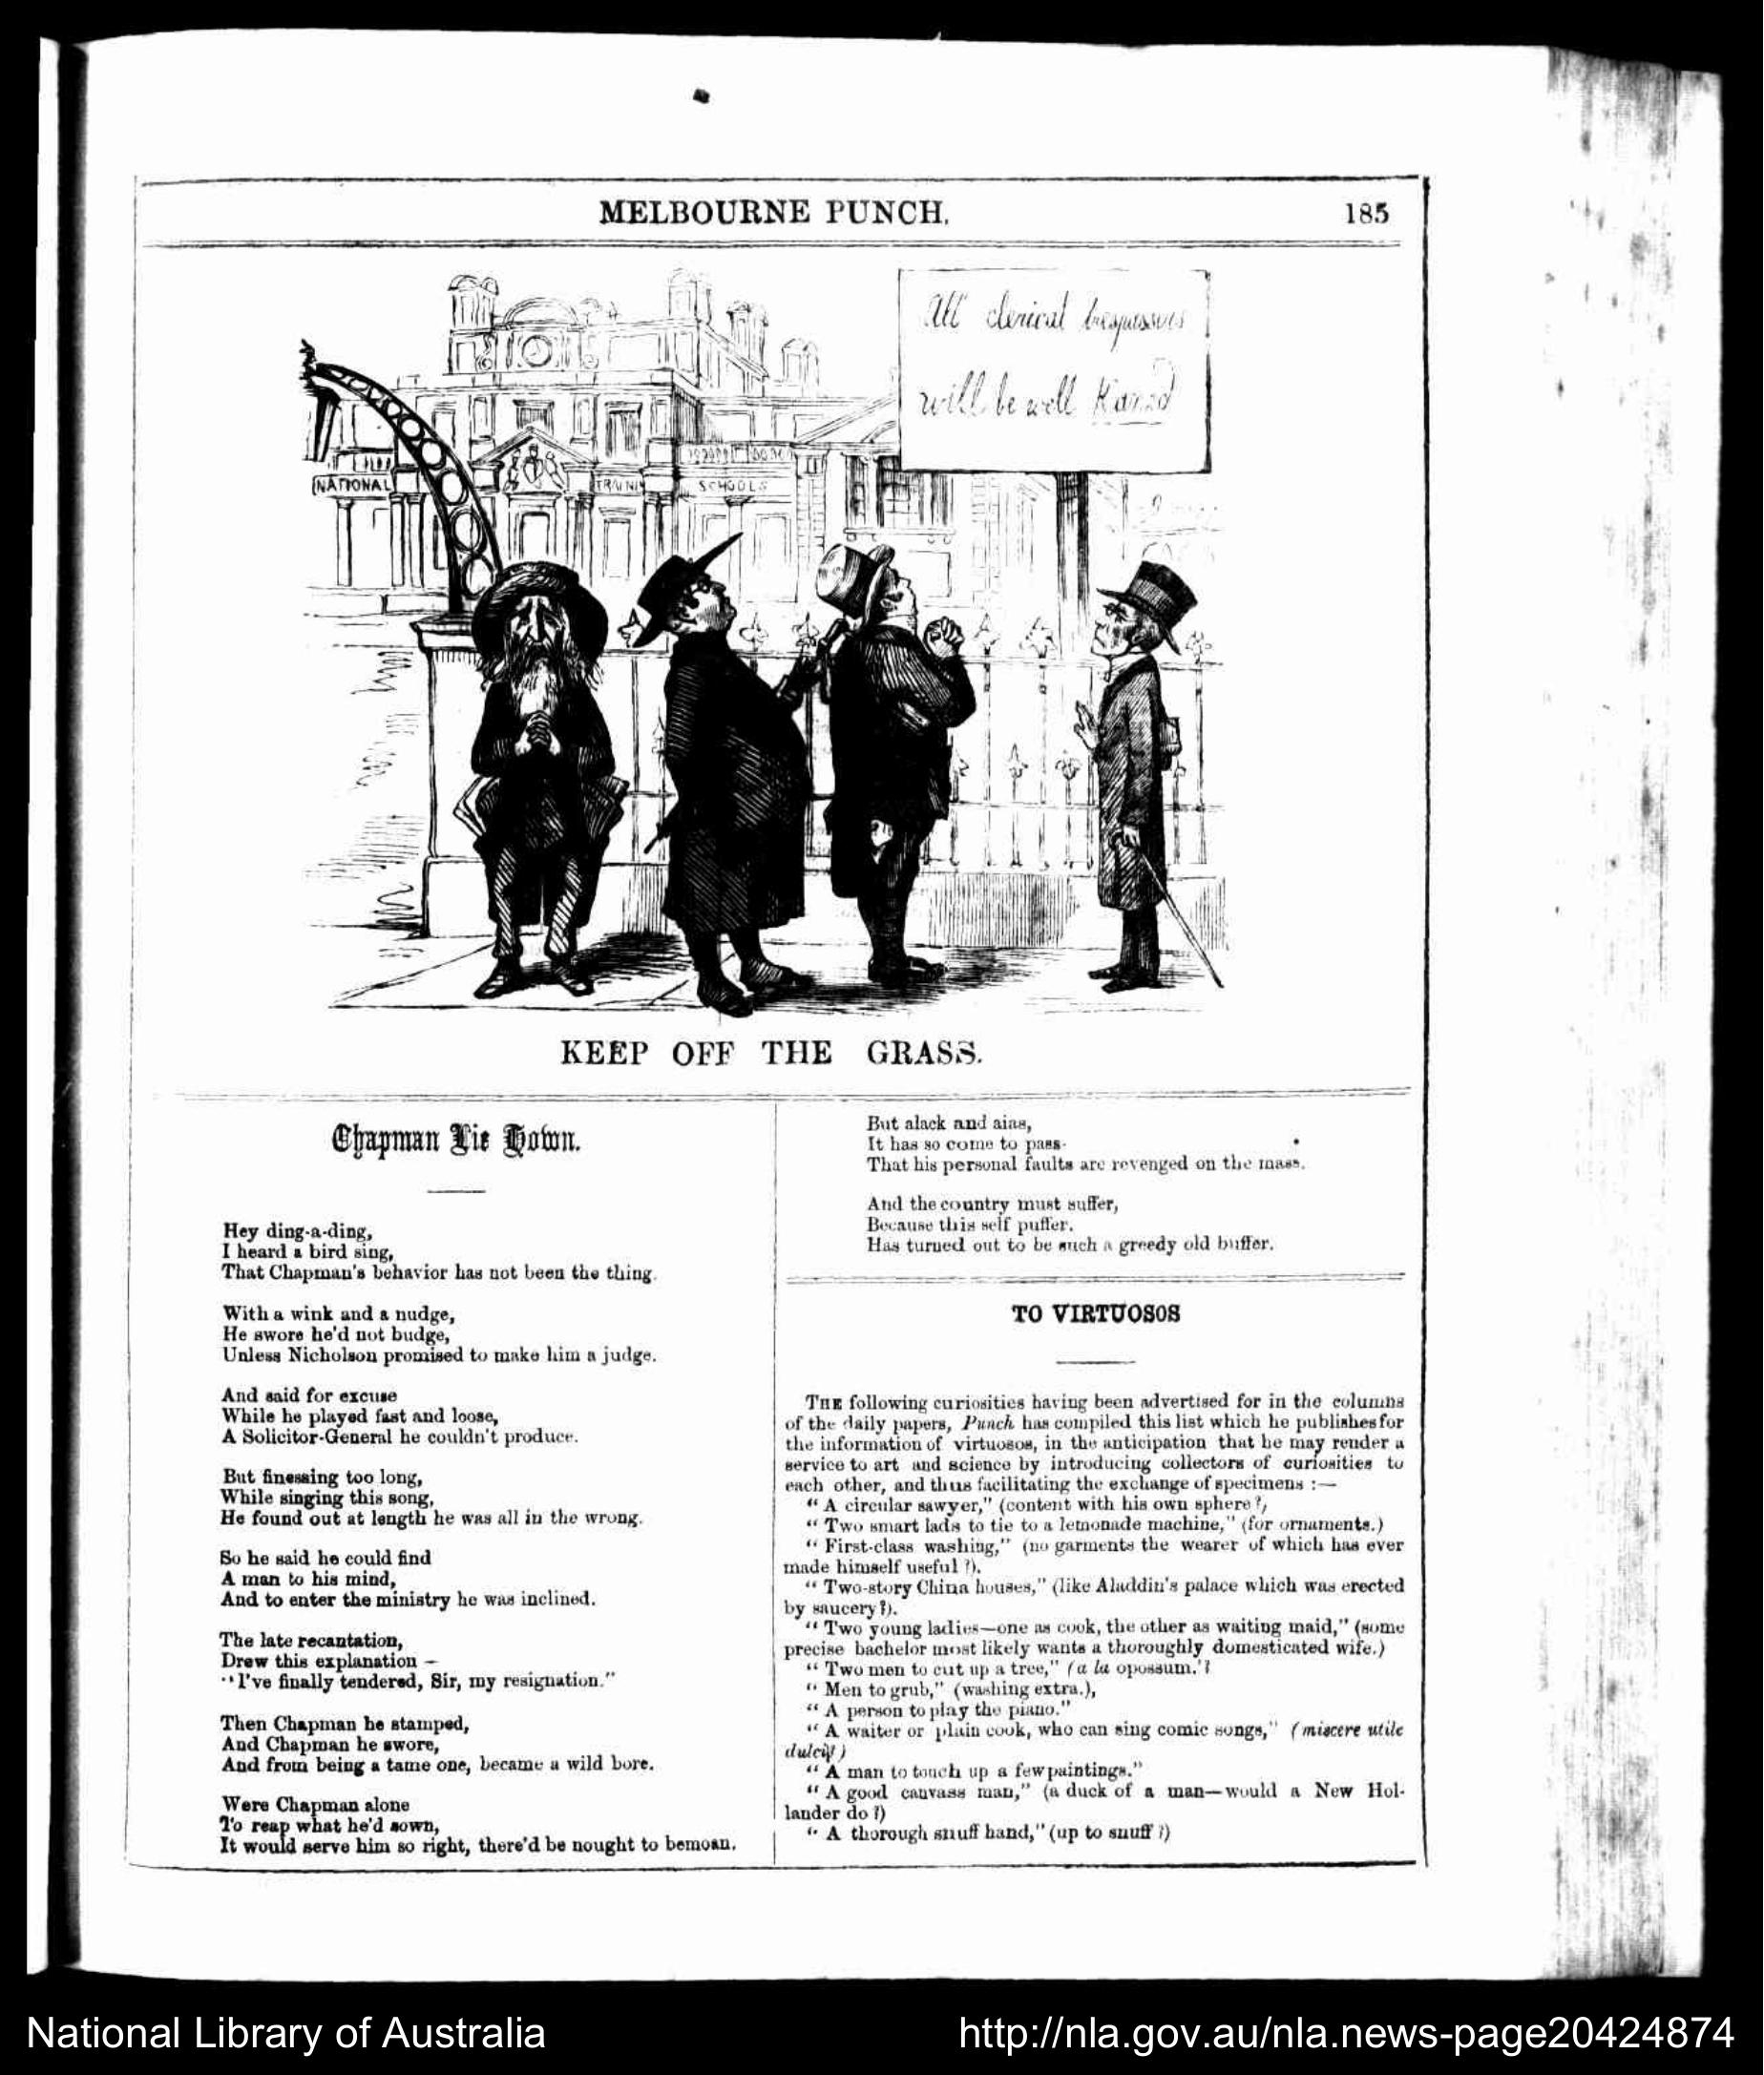 MELBOURNE PUNCH.
185
All clerical trespassers
will be well
NATIONAL
TRAINI
SCHOOLS
KEEP OFF THE GRASS.
Chapman Lie Down.
Hey ding-a-ding,
I heard a bird sing,
That Chapman's behavior has not been the thing.
With a wink and a nudge,
He swore he'd not budge,
Unless Nicholson promised to make him a judge.
And said for excuse
While he played fast and loose,
A Solicitor-General he couldn't produce.
But finessing too long,
While singing this song,
He found out at length he was all in the wrong.
So he said he could find
A man to his mind,
And to enter the ministry he was inclined.
The late recantation,
Drew this explanation —
"I've finally tendered, Sir, my resignation."
Then Chapman he stamped,
And Chapman he swore,
And from being a tame one, became a wild bore.
Were Chapman alone
To reap what he'd sown,
It would serve him so right, there'd be nought to bemoan.
But alack and alas,
It has so come to pass
That his personal faults are revenged on the mass.
And the country must suffer,
Because this self puffer,
Has turned out to be such a greedy old buffer.
TO VIRTUOSOS
THE following curiosities having been advertised for in the columns
of the daily papers, Punch has compiled this list which he publishes for
the information of virtuosos, in the anticipation that he may render a
service to art and science by introducing collectors of curiosities to
each other, and thus facilitating the exchange of specimens :—
"A circular sawyer," (content with his own sphere?,
"Two smart lads to tie to a lemonade machine," (for ornaments.)
"First-class washing," (no garments the wearer of which has ever
made himself useful ?).
"Two-story China houses," (like Aladdin's palace which was erected
by saucery?).
"Two young ladies—one as cook, the other as waiting maid," (some
precise bachelor most likely wants a thoroughly domesticated wife.)
"Two men to cut up a tree," (a la opossum.'?
"Men to grub," (washing extra.),
"A person to play the piano."
"A waiter or plain cook, who can sing comic songs," (miscere utile
dulci?)
"A man to touch up a few paintings."
"A good canvass man," (a duck of a man—would a New Hol-
lander do ?)
"A thorough snuff hand," (up to snuff ?)
National Library of Australia
http://nla.gov.au/nla.news-page20424874